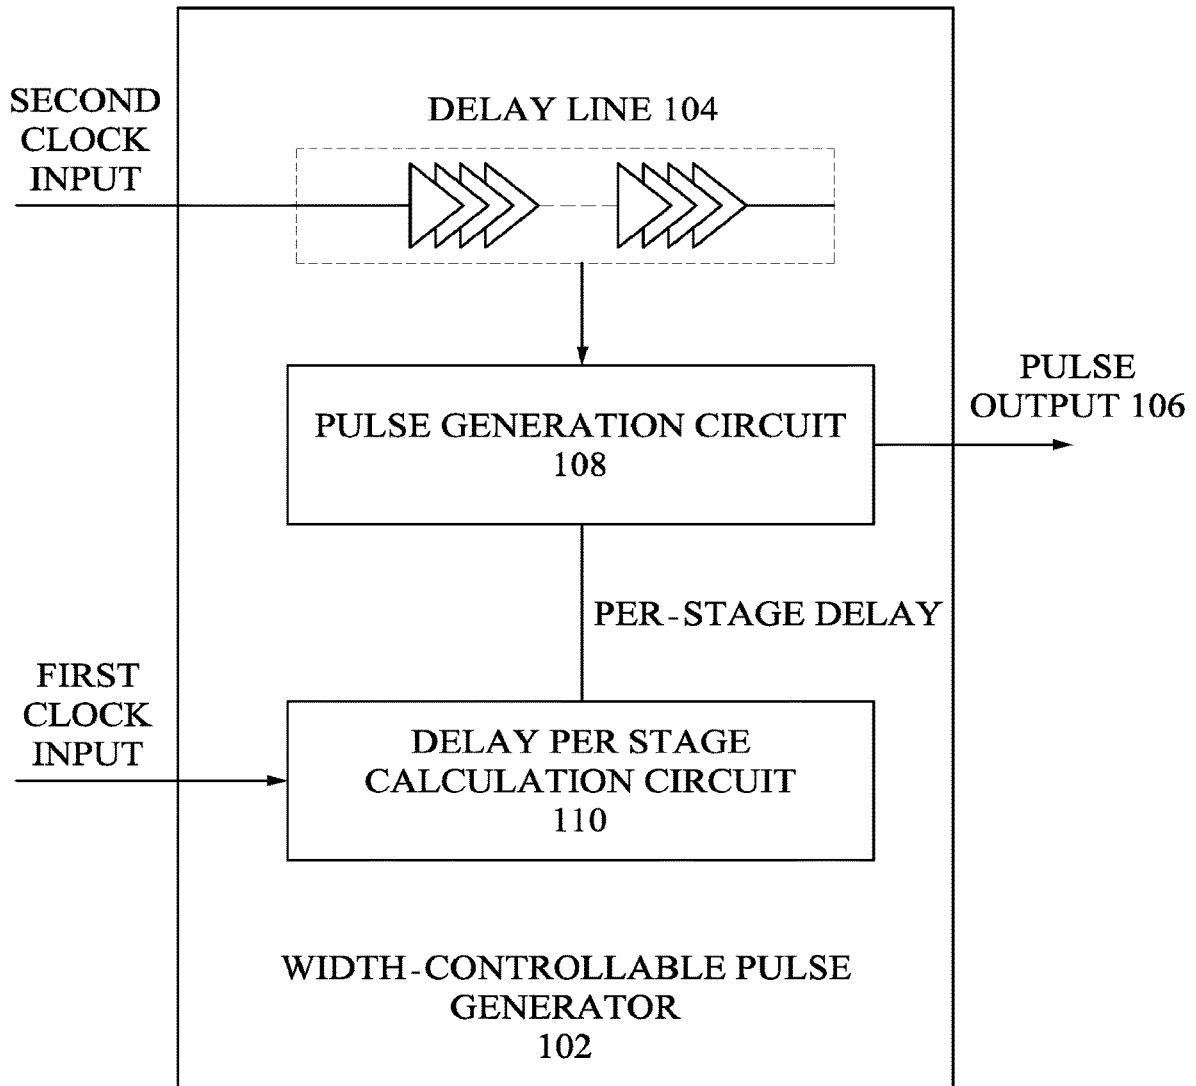 SECOND
CLOCK
INPUT
DELAY LINE 104
PULSE GENERATION CIRCUIT
108
PULSE
OUTPUT 106
PER-STAGE DELAY
FIRST
CLOCK
INPUT
DELAY PER STAGE
CALCULATION CIRCUIT
110
WIDTH-CONTROLLABLE PULSE
GENERATOR
102